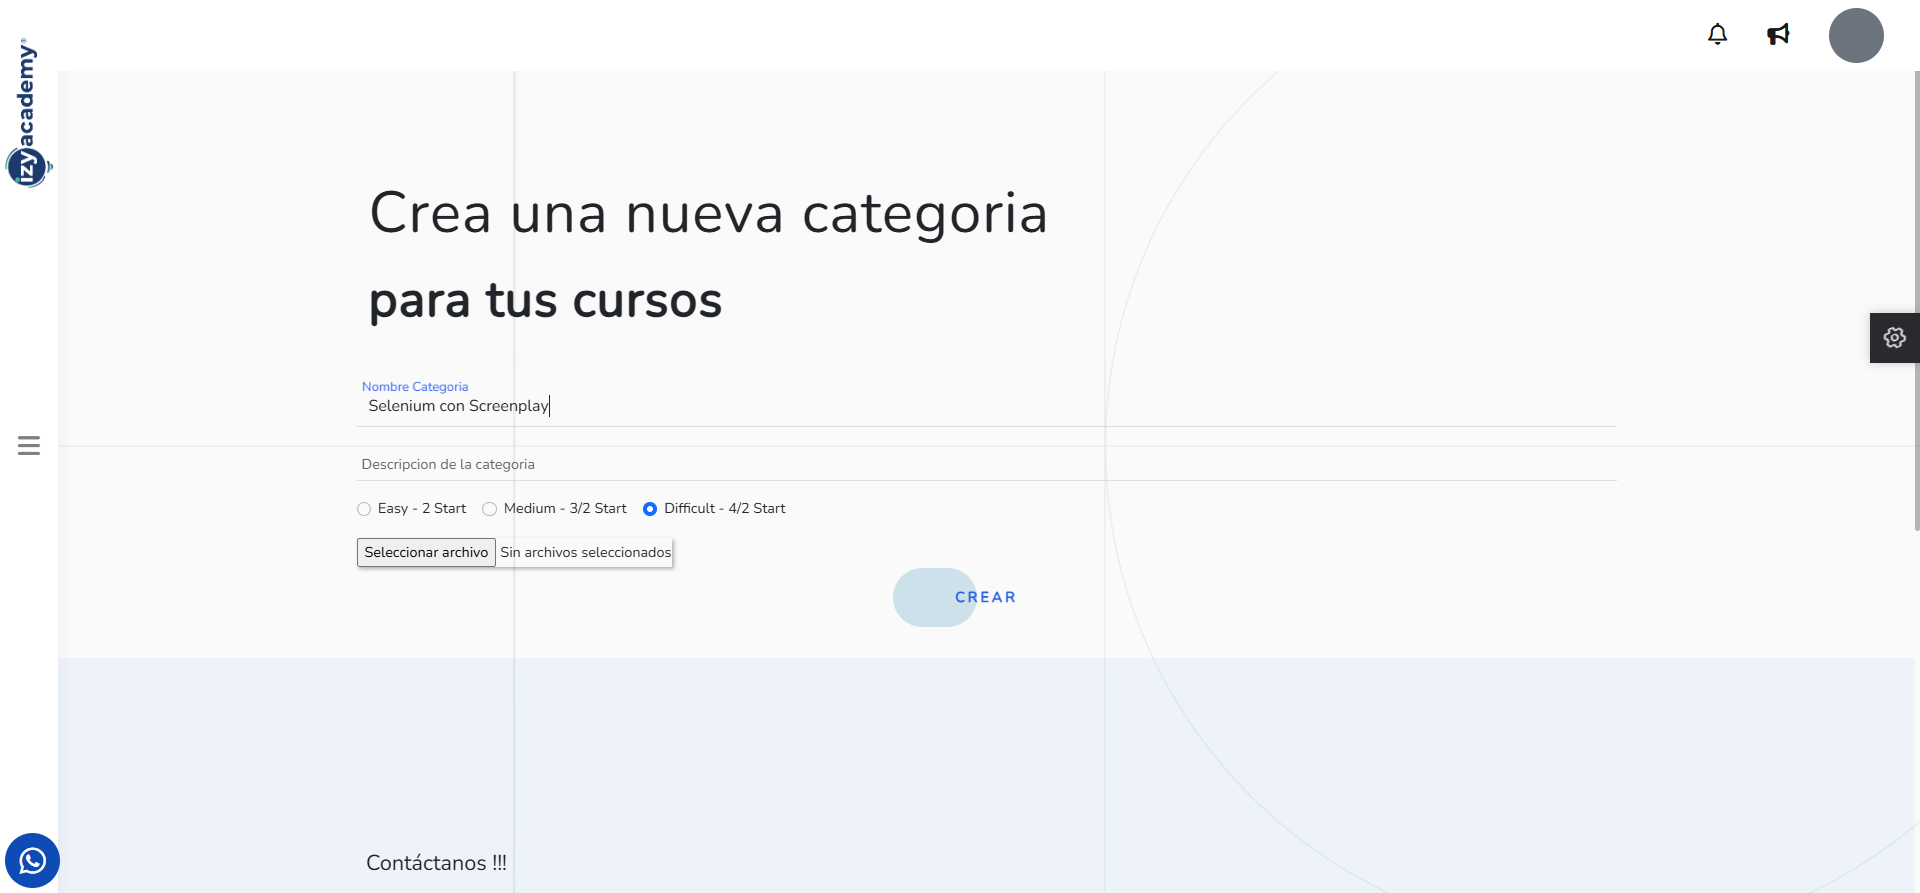 izyacademy®
Crea una nueva categoria
para tus cursos
Nombre Categoria
Selenium con Screenplay
Descripcion de la categoria
Easy - 2 Start Medium - 3/2 Start Difficult - 4/2 Start
Seleccionar archivo Sin archivos seleccionados
CREAR
Contáctanos !!!